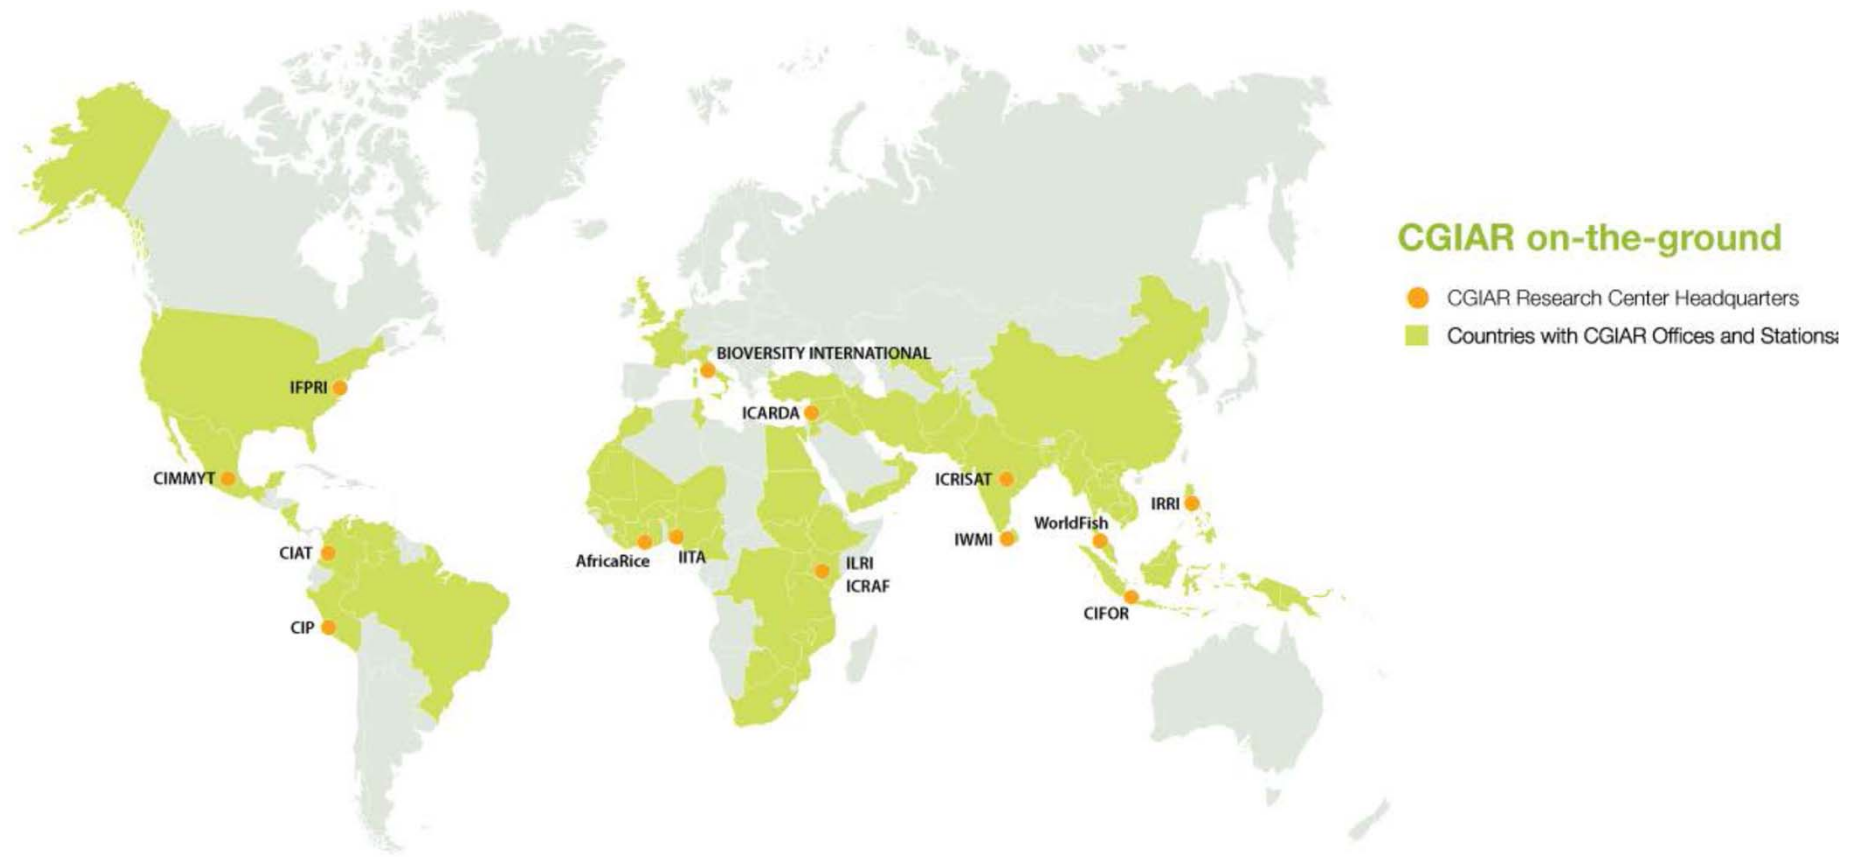 CGIAR on-the-ground
CGIAR Research Center Headquarters
Countries with CGIAR Offices and Stations
BIOVERSITY INTERNATIONAL
IFPRI
ICARDA
CIMMYT
ICRISAT
IRRI
WorldFish
IWMI
CIAT
AfricaRice
IITA
ILRI
ICRAF
CIFOR
CIP